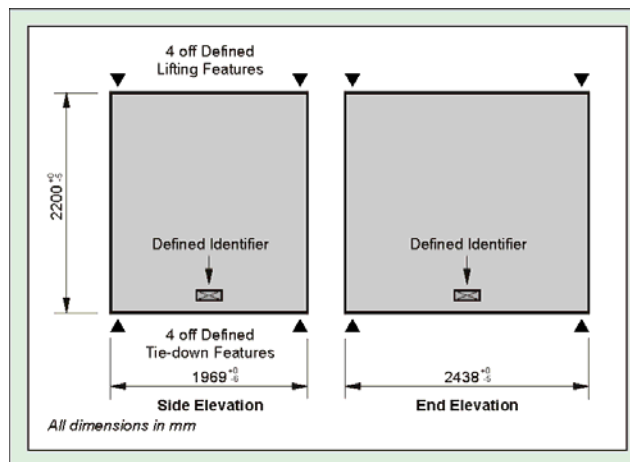 4 off Defined
Lifting Features
2200 +0 -5
Defined Identifier
Defined Identifier
4 off Defined
Tie-down Features
1969 +0 -5
2438 +0 -5
Side Elevation
End Elevation
All dimensions in mm